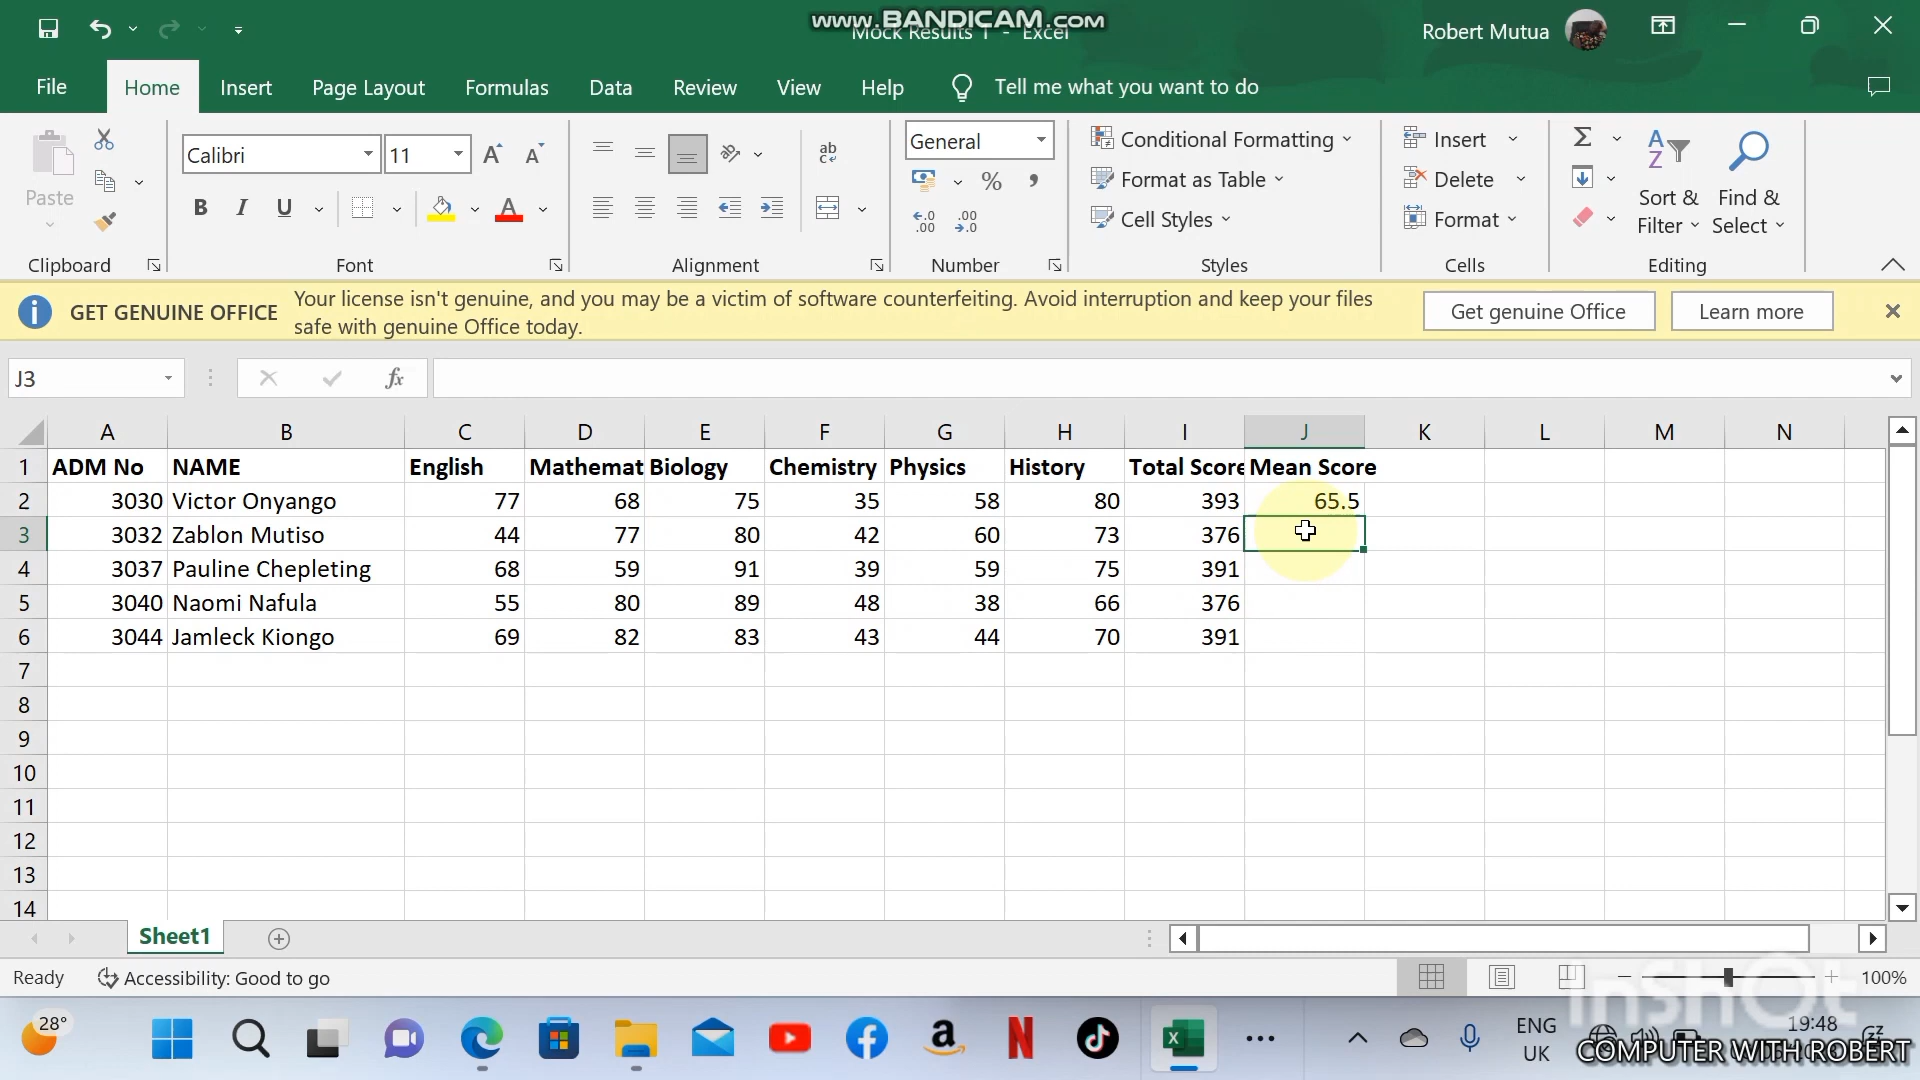 www.BANDICAM.com
Mock Results 1 - Excel
Robert Mutua
File Home Insert Page Layout Formulas Data Review View Help Tell me what you want to do
Paste
Calibri 11
General
Conditional Formatting
Format as Table
Cell Styles
Insert
Delete
Format
Sort & Filter
Find & Select
Clipboard Font Alignment Number Styles Cells Editing
GET GENUINE OFFICE
Your license isn't genuine, and you may be a victim of software counterfeiting. Avoid interruption and keep your files
safe with genuine Office today.
Get genuine Office
Learn more
J3
fx
A B C D E F G H I J K L M N
1 ADM No NAME English Mathemat Biology Chemistry Physics History Total Score Mean Score
2 3030 Victor Onyango 77 68 75 35 58 80 393 65.5
3 3032 Zablon Mutiso 44 77 80 42 60 73 376
4 3037 Pauline Chepleting 68 59 91 39 59 75 391
5 3040 Naomi Nafula 55 80 89 48 38 66 376
6 3044 Jamleck Kiongo 69 82 83 43 44 70 391
7
8
9
10
11
12
13
14
Sheet1
Ready Accessibility: Good to go
100%
InShOt
28°
ENG
UK
19:48
COMPUTER WITH ROBERT